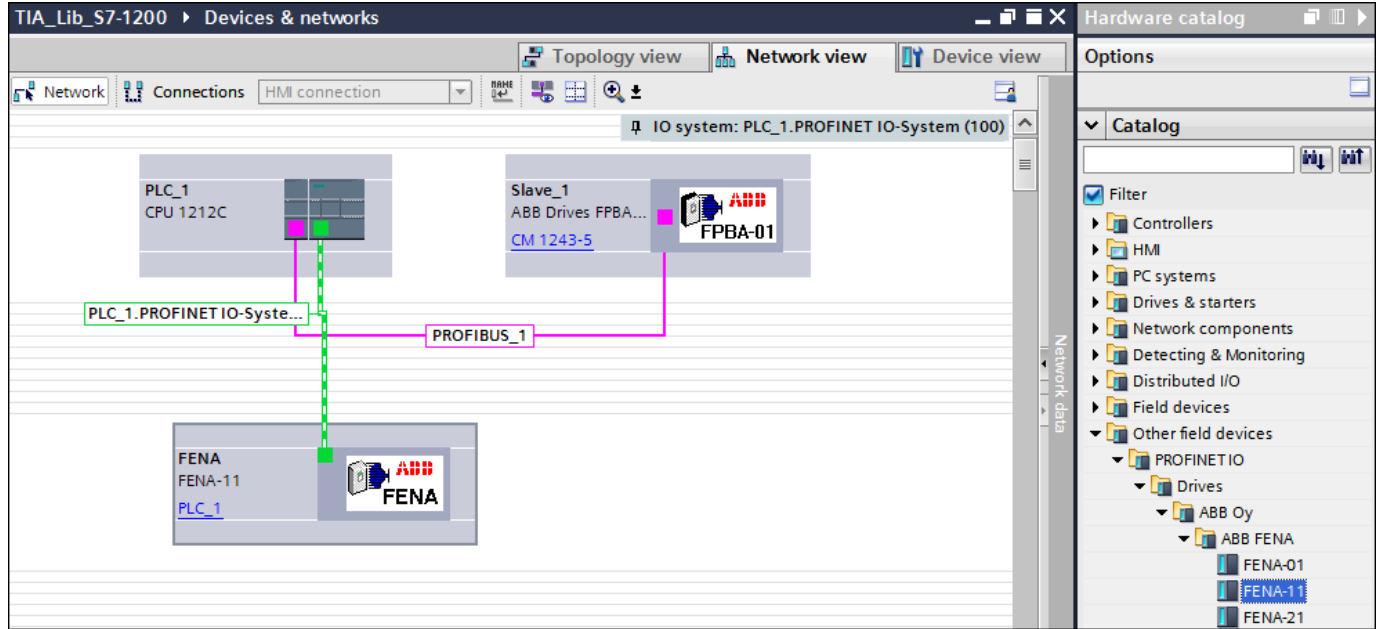 TIA_Lib_S7-1200 ▸ Devices & networks
Topology view
Network view
Device view
Network
Connections
HMI connection
NAME
IO system: PLC_1.PROFINET IO-System (100)
PLC_1
CPU 1212C
Slave_1
ABB Drives FPBA...
CM 1243-5
ABB
FPBA-01
PLC_1.PROFINET IO-Syste...
PROFIBUS_1
FENA
FENA-11
PLC_1
ABB
FENA
Network data
Hardware catalog
Options
Catalog
Filter
Controllers
HMI
PC systems
Drives & starters
Network components
Detecting & Monitoring
Distributed I/O
Field devices
Other field devices
PROFINET IO
Drives
ABB Oy
ABB FENA
FENA-01
FENA-11
FENA-21